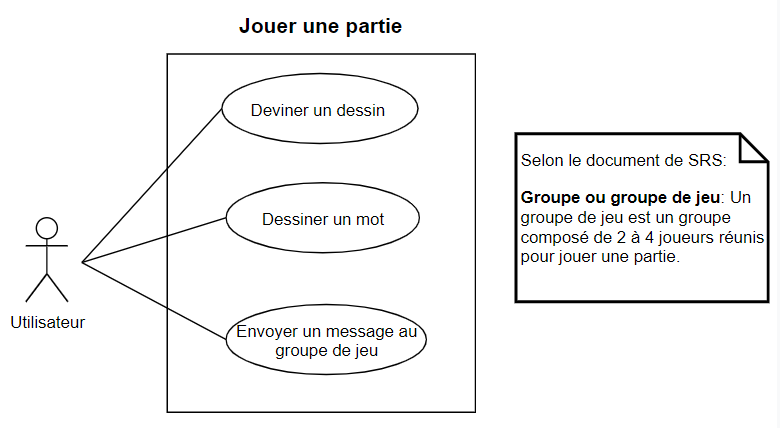 Jouer une partie
Deviner un dessin
Dessiner un mot
Envoyer un message au
groupe de jeu
Utilisateur
Selon le document de SRS:
Groupe ou groupe de jeu: Un
groupe de jeu est un groupe
composé de 2 à 4 joueurs réunis
pour jouer une partie.